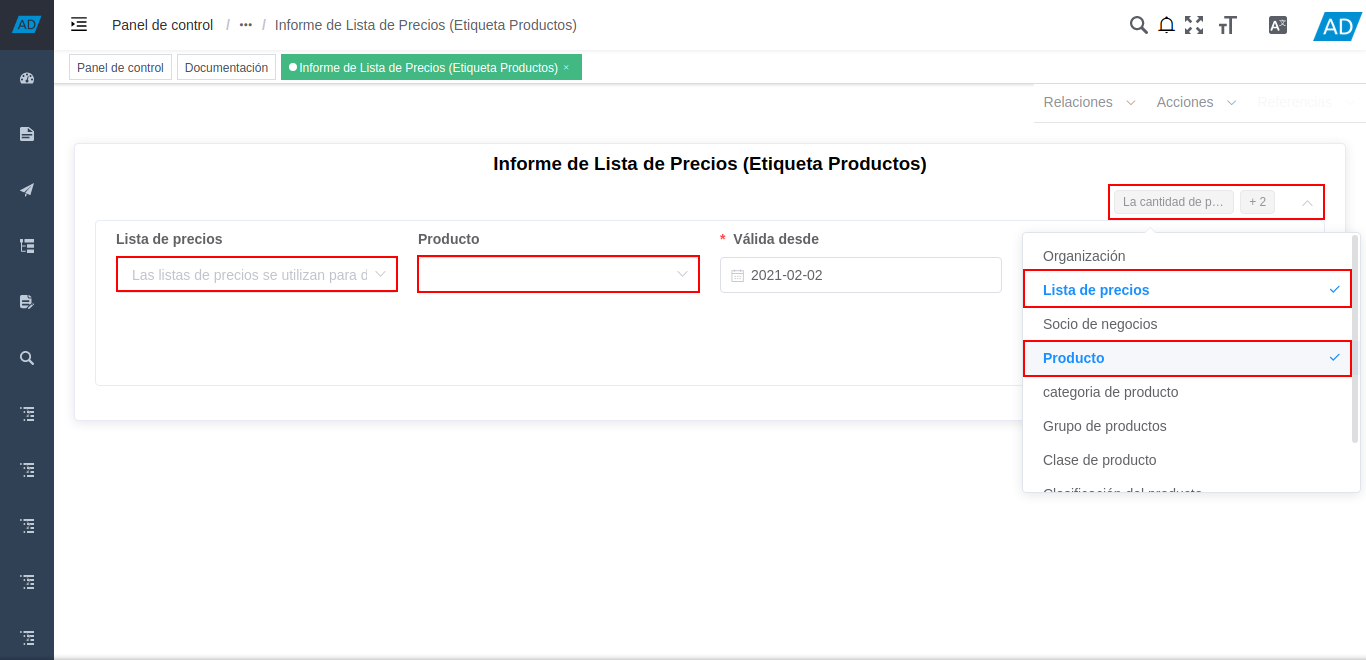 AD
Panel de control / ••• / Informe de Lista de Precios (Etiqueta Productos)
AD
Panel de control
Documentación
Informe de Lista de Precios (Etiqueta Productos) ×
Relaciones
Acciones
Referencias
Informe de Lista de Precios (Etiqueta Productos)
La cantidad de p...
+ 2
Lista de precios
Producto
* Válida desde
Las listas de precios se utilizan para d
2021-02-02
Organización
Lista de precios
Socio de negocios
Producto
categoria de producto
Grupo de productos
Clase de producto
Clasificación del producto